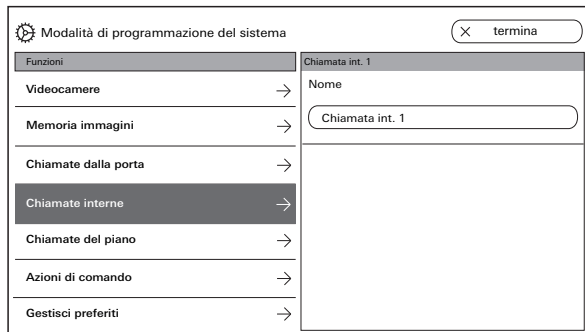 Modalità di programmazione del sistema
termina
Funzioni
Videocamere
Memoria immagini
Chiamate dalla porta
Chiamate interne
Chiamate del piano
Azioni di comando
Gestisci preferiti
Chiamata int. 1
Nome
Chiamata int. 1